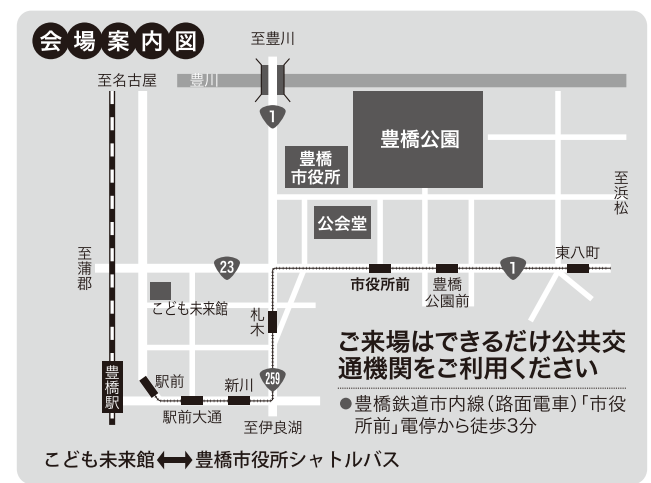 会場案内図
至豊川
至名古屋
豊川
1
豊橋公園
豊橋
市役所
至浜松
公会堂
至蒲郡
23
1
東八町
市役所前
豊橋
公園前
こども未来館
札木
ご来場はできるだけ公共交
通機関をご利用ください
豊橋駅
駅前
新川
259
駅前大通
至伊良湖
●豊橋鉄道市内線（路面電車）「市役
所前」電停から徒歩3分
こども未来館⟷豊橋市役所シャトルバス